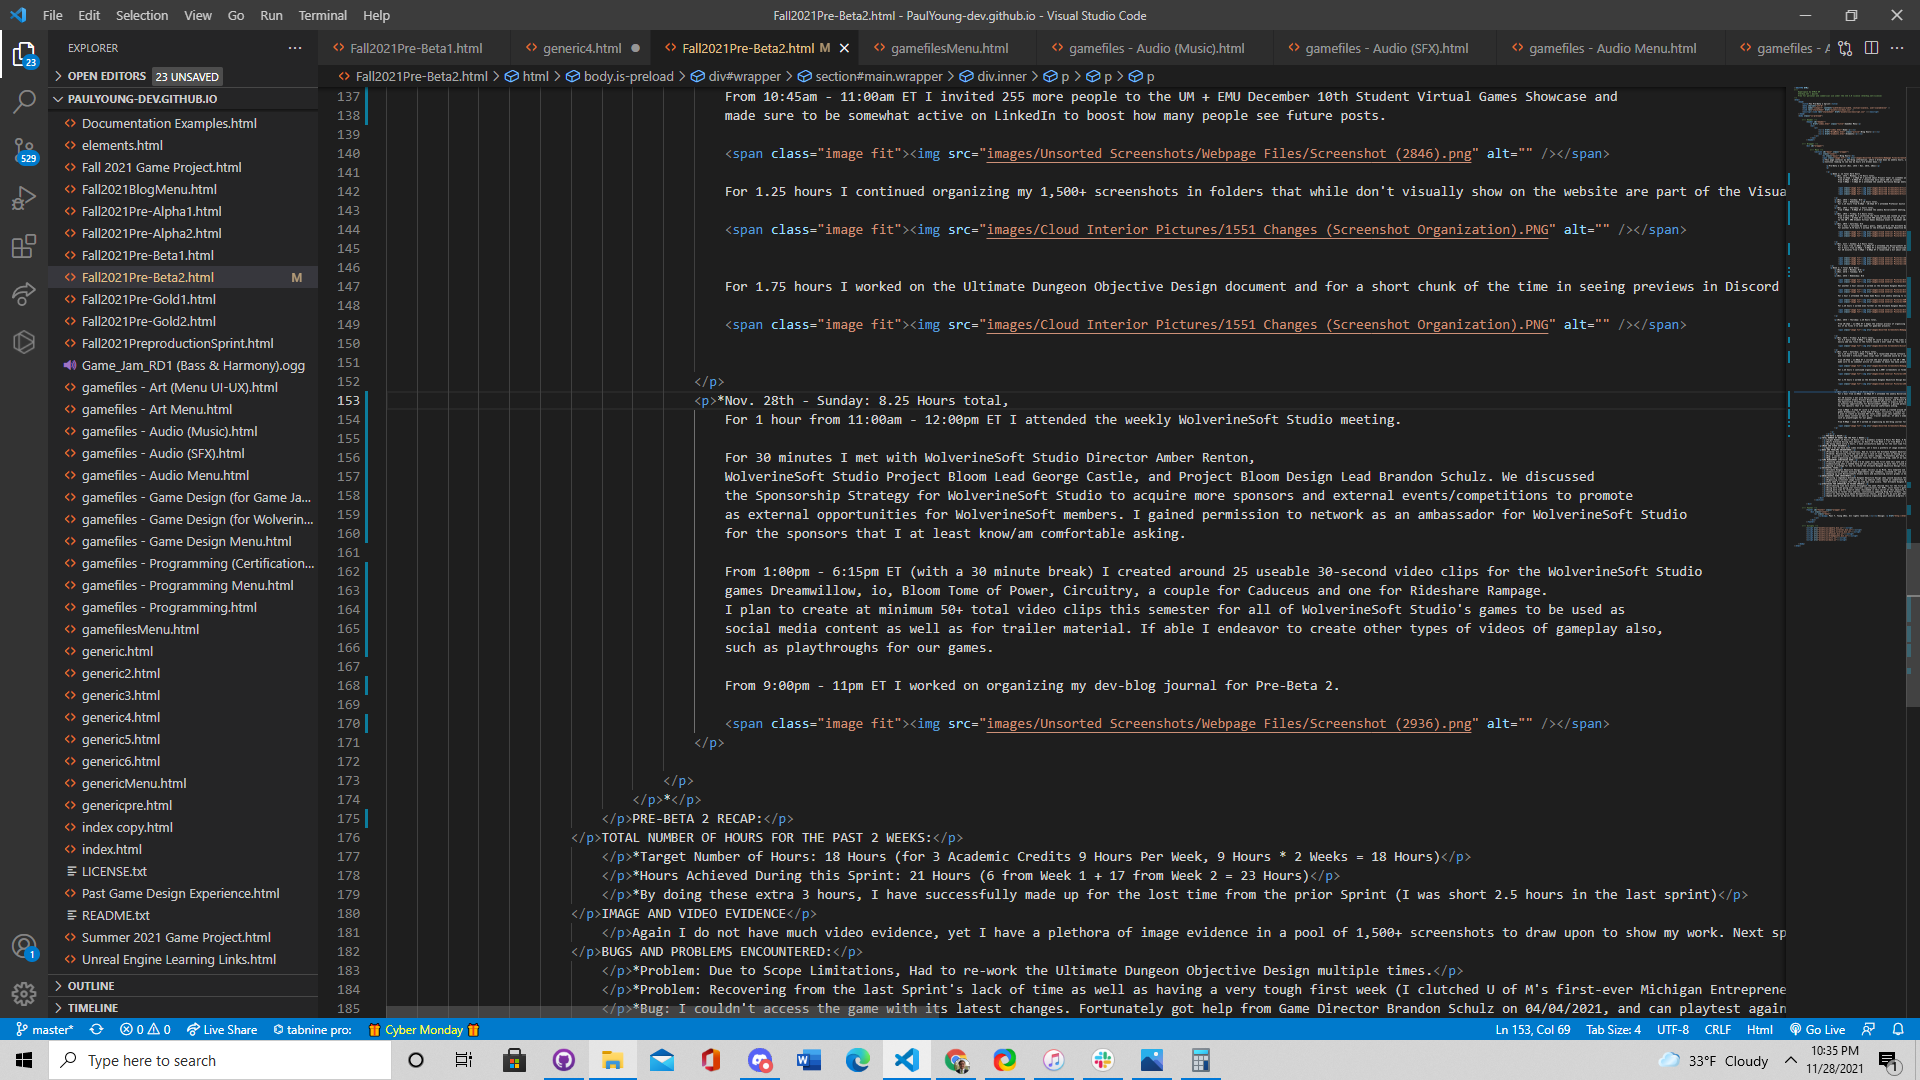 File Edit Selection View Go Run Terminal Help
Fall2021Pre-Beta2.html - PaulYoung-dev.github.io - Visual Studio Code
EXPLORER
OPEN EDITORS 23 UNSAVED
PAULYOUNG-DEV.GITHUB.IO
Documentation Examples.html
elements.html
Fall 2021 Game Project.html
Fall2021BlogMenu.html
Fall2021Pre-Alpha1.html
Fall2021Pre-Alpha2.html
Fall2021Pre-Beta1.html
Fall2021Pre-Beta2.html M
Fall2021Pre-Gold1.html
Fall2021Pre-Gold2.html
Fall2021PreproductionSprint.html
Game_Jam_RD1 (Bass & Harmony).ogg
gamefiles - Art (Menu UI-UX).html
gamefiles - Art Menu.html
gamefiles - Audio (Music).html
gamefiles - Audio (SFX).html
gamefiles - Audio Menu.html
gamefiles - Game Design (for Game Ja...
gamefiles - Game Design (for Wolverin...
gamefiles - Game Design Menu.html
gamefiles - Programming (Certification...
gamefiles - Programming Menu.html
gamefiles - Programming.html
gamefilesMenu.html
generic.html
generic2.html
generic3.html
generic4.html
generic5.html
generic6.html
genericMenu.html
genericpre.html
index copy.html
index.html
LICENSE.txt
Past Game Design Experience.html
README.txt
Summer 2021 Game Project.html
Unreal Engine Learning Links.html
OUTLINE
TIMELINE
23
529
1
Fall2021Pre-Beta1.html generic4.html Fall2021Pre-Beta2.html M gamefilesMenu.html gamefiles - Audio (Music).html gamefiles - Audio (SFX).html gamefiles - Audio Menu.html gamefiles - A
Fall2021Pre-Beta2.html > html > body.is-preload > div#wrapper > section#main.wrapper > div.inner > p > p > p
137 From 10:45am - 11:00am ET I invited 255 more people to the UM + EMU December 10th Student Virtual Games Showcase and
138 made sure to be somewhat active on LinkedIn to boost how many people see future posts.
139
140 <span class="image fit"><img src="images/Unsorted Screenshots/Webpage Files/Screenshot (2846).png" alt="" /></span>
141
142 For 1.25 hours I continued organizing my 1,500+ screenshots in folders that while don't visually show on the website are part of the Visua
143
144 <span class="image fit"><img src="images/Cloud Interior Pictures/1551 Changes (Screenshot Organization).PNG" alt="" /></span>
145
146
147 For 1.75 hours I worked on the Ultimate Dungeon Objective Design document and for a short chunk of the time in seeing previews in Discord
148
149 <span class="image fit"><img src="images/Cloud Interior Pictures/1551 Changes (Screenshot Organization).PNG" alt="" /></span>
150
151
152 </p>
153 <p>*Nov. 28th - Sunday: 8.25 Hours total,
154 For 1 hour from 11:00am - 12:00pm ET I attended the weekly WolverineSoft Studio meeting.
155
156 For 30 minutes I met with WolverineSoft Studio Director Amber Renton,
157 WolverineSoft Studio Project Bloom Lead George Castle, and Project Bloom Design Lead Brandon Schulz. We discussed
158 the Sponsorship Strategy for WolverineSoft Studio to acquire more sponsors and external events/competitions to promote
159 as external opportunities for WolverineSoft members. I gained permission to network as an ambassador for WolverineSoft Studio
160 for the sponsors that I at least know/am comfortable asking.
161
162 From 1:00pm - 6:15pm ET (with a 30 minute break) I created around 25 useable 30-second video clips for the WolverineSoft Studio
163 games Dreamwillow, io, Bloom Tome of Power, Circuitry, a couple for Caduceus and one for Rideshare Rampage.
164 I plan to create at minimum 50+ total video clips this semester for all of WolverineSoft Studio's games to be used as
165 social media content as well as for trailer material. If able I endeavor to create other types of videos of gameplay also,
166 such as playthroughs for our games.
167
168 From 9:00pm - 11pm ET I worked on organizing my dev-blog journal for Pre-Beta 2.
169
170 <span class="image fit"><img src="images/Unsorted Screenshots/Webpage Files/Screenshot (2936).png" alt="" /></span>
171 </p>
172
173 </p>
174 </p>*</p>
175 </p>PRE-BETA 2 RECAP:</p>
176 </p>TOTAL NUMBER OF HOURS FOR THE PAST 2 WEEKS:</p>
177 </p>*Target Number of Hours: 18 Hours (for 3 Academic Credits 9 Hours Per Week, 9 Hours * 2 Weeks = 18 Hours)</p>
178 </p>*Hours Achieved During this Sprint: 21 Hours (6 from Week 1 + 17 from Week 2 = 23 Hours)</p>
179 </p>*By doing these extra 3 hours, I have successfully made up for the lost time from the prior Sprint (I was short 2.5 hours in the last sprint)</p>
180 </p>IMAGE AND VIDEO EVIDENCE</p>
181 </p>Again I do not have much video evidence, yet I have a plethora of image evidence in a pool of 1,500+ screenshots to draw upon to show my work. Next sp
182 </p>BUGS AND PROBLEMS ENCOUNTERED:</p>
183 </p>*Problem: Due to Scope Limitations, Had to re-work the Ultimate Dungeon Objective Design multiple times.</p>
184 </p>*Problem: Recovering from the last Sprint's lack of time as well as having a very tough first week (I clutched U of M's first-ever Michigan Entreprene
185 </p>*Bug: I couldn't access the game with its latest changes. Fortunately got help from Game Director Brandon Schulz on 04/04/2021, and can playtest again
master* 0 0 Live Share tabnine pro: Cyber Monday Ln 153, Col 69 Tab Size: 4 UTF-8 CRLF Html Go Live
Type here to search
33°F Cloudy
10:35 PM
11/28/2021
1